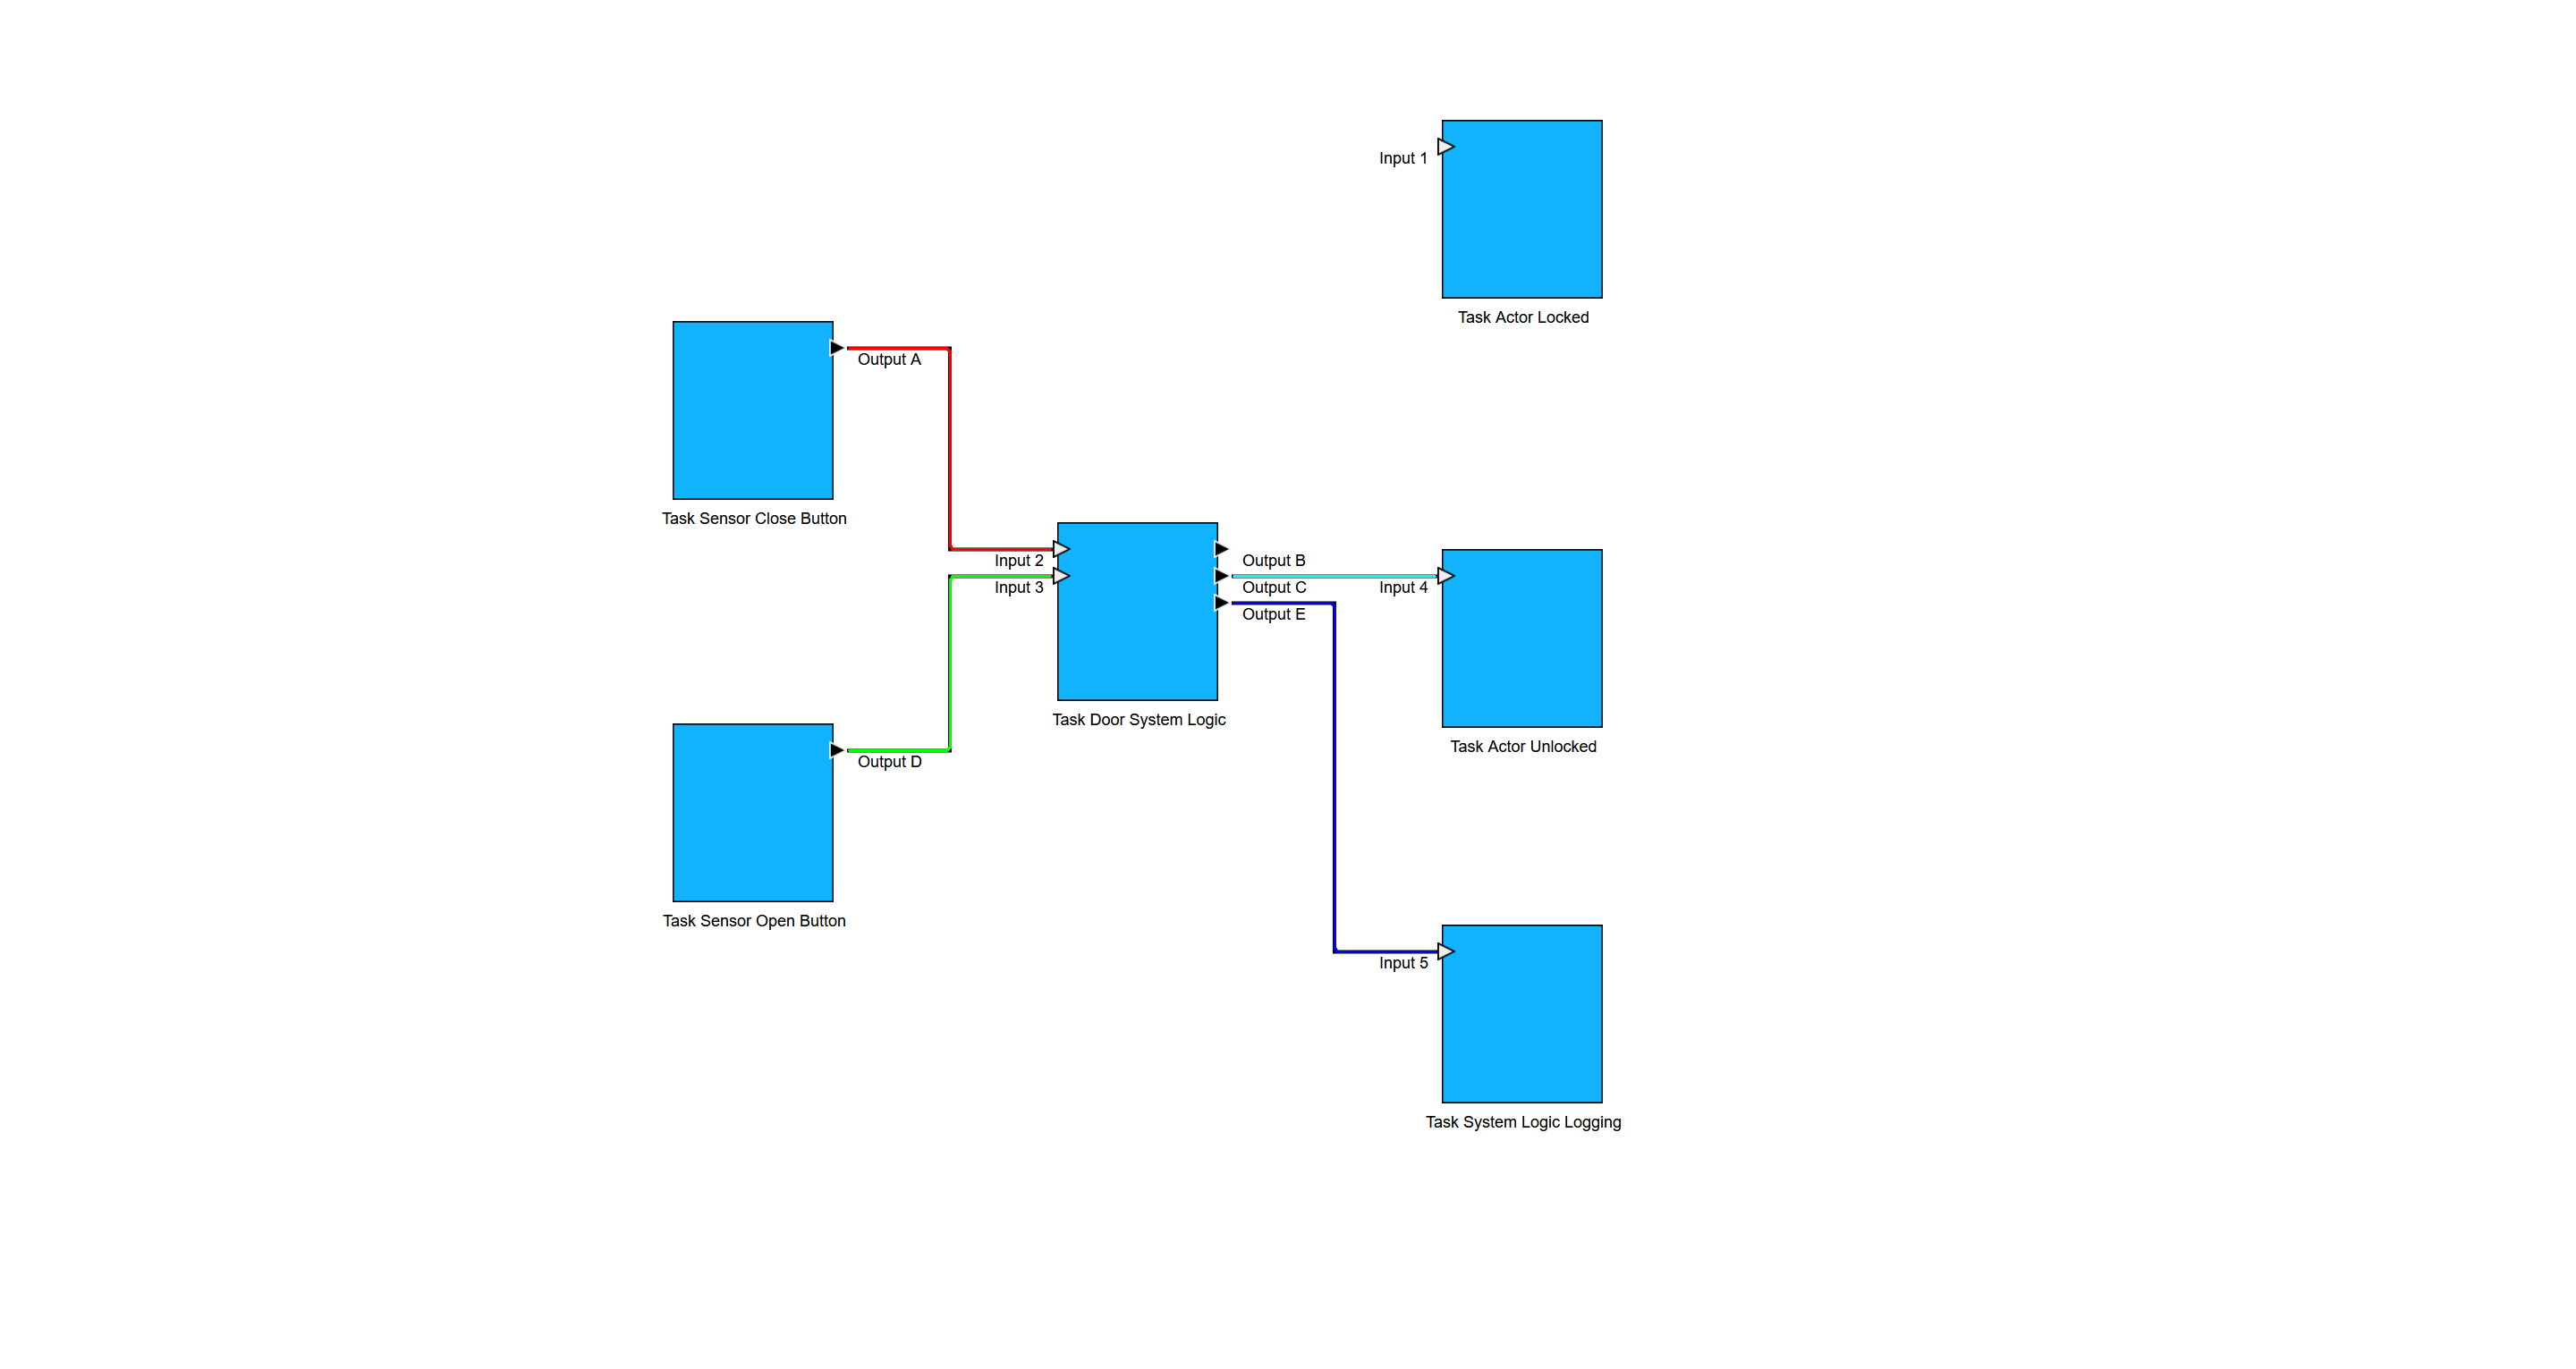 Input 1
Task Actor Locked
Output A
Task Sensor Close Button
Input 2
Output B
Input 3
Output C
Input 4
Output E
Task Door System Logic
Task Actor Unlocked
Output D
Task Sensor Open Button
Input 5
Task System Logic Logging